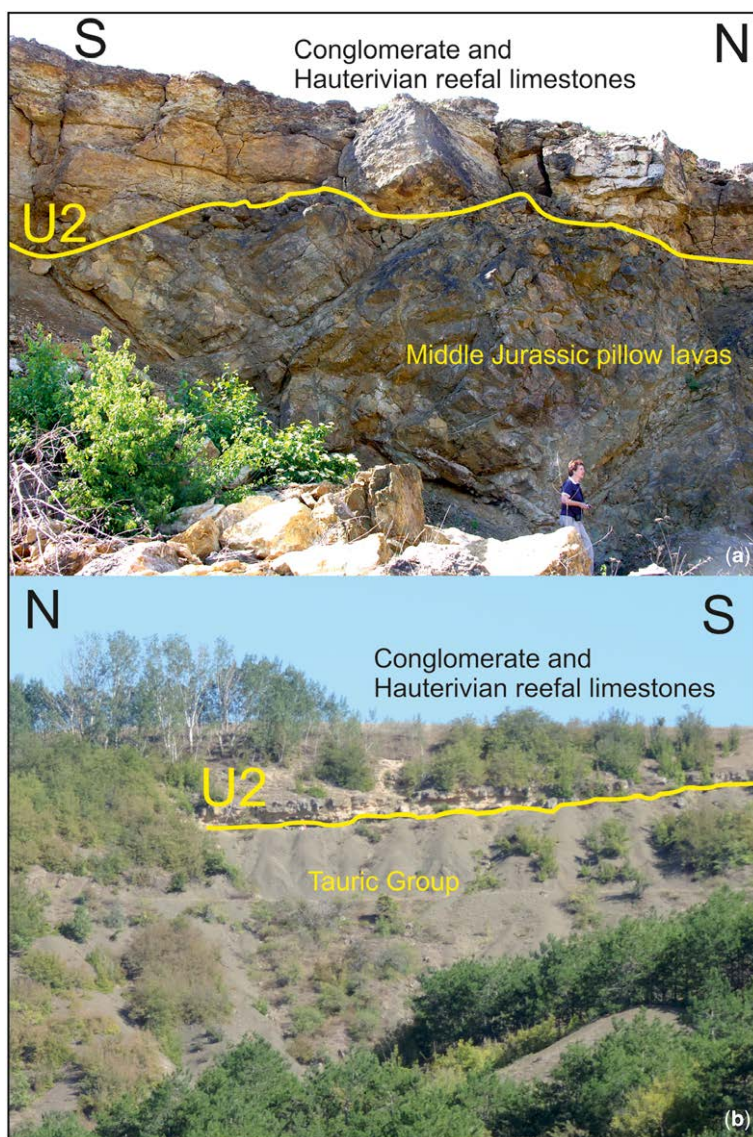 S
N
Conglomerate and
Hauterivian reefal limestones
U2
Middle Jurassic pillow lavas
(a)
N
S
Conglomerate and
Hauterivian reefal limestones
U2
Tauric Group
(b)